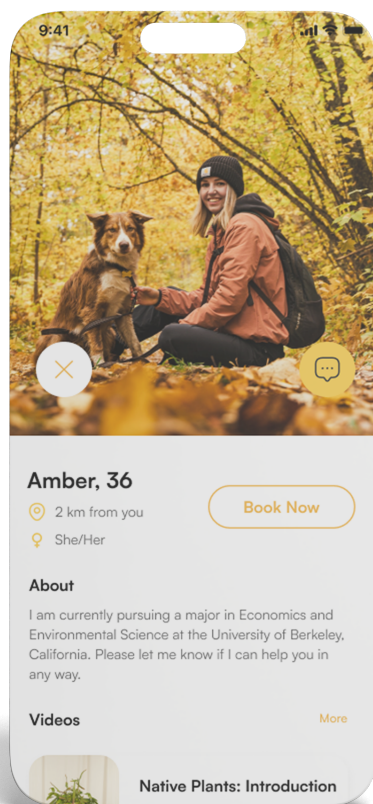 9:41
Amber, 36
2 km from you
Book Now
She/Her
About
I am currently pursuing a major in Economics and
Environmental Science at the University of Berkeley,
California. Please let me know if I can help you in
any way.
Videos
More
Native Plants: Introduction